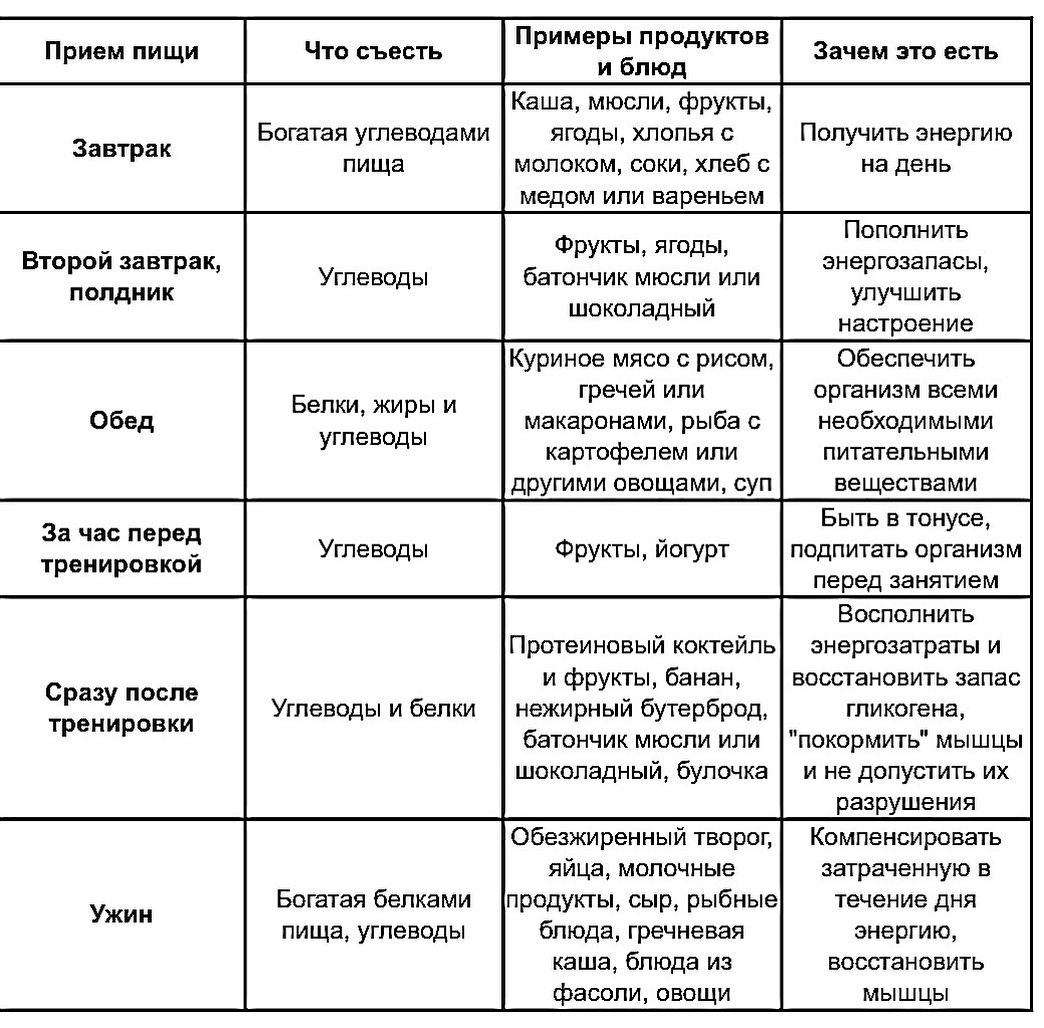 Прием пищи
Что съесть
Примеры продуктов
и блюд
Зачем это есть
Завтрак
Богатая углеводами
пища
Каша, мюсли, фрукты,
ягоды, хлопья с
молоком, соки, хлеб с
медом или вареньем
Получить энергию
на день
Второй завтрак,
полдник
Углеводы
Фрукты, ягоды,
батончик мюсли или
шоколадный
Пополнить
энергозапасы,
улучшить
настроение
Обед
Белки, жиры и
углеводы
Куриное мясо с рисом,
гречей или
макаронами, рыба с
картофелем или
другими овощами, суп
Обеспечить
организм всеми
необходимыми
питательными
веществами
За час перед
тренировкой
Углеводы
Фрукты, йогурт
Быть в тонусе,
подпитать организм
перед занятием
Сразу после
тренировки
Углеводы и белки
Протеиновый коктейль
и фрукты, банан,
нежирный бутерброд,
батончик мюсли или
шоколадный, булочка
Восполнить
энергозатраты и
восстановить запас
гликогена,
"покормить" мышцы
и не допустить их
разрушения
Ужин
Богатая белками
пища, углеводы
Обезжиренный творог,
яйца, молочные
продукты, сыр, рыбные
блюда, гречневая
каша, блюда из
фасоли, овощи
Компенсировать
затраченную в
течение дня
энергию,
восстановить
мышцы